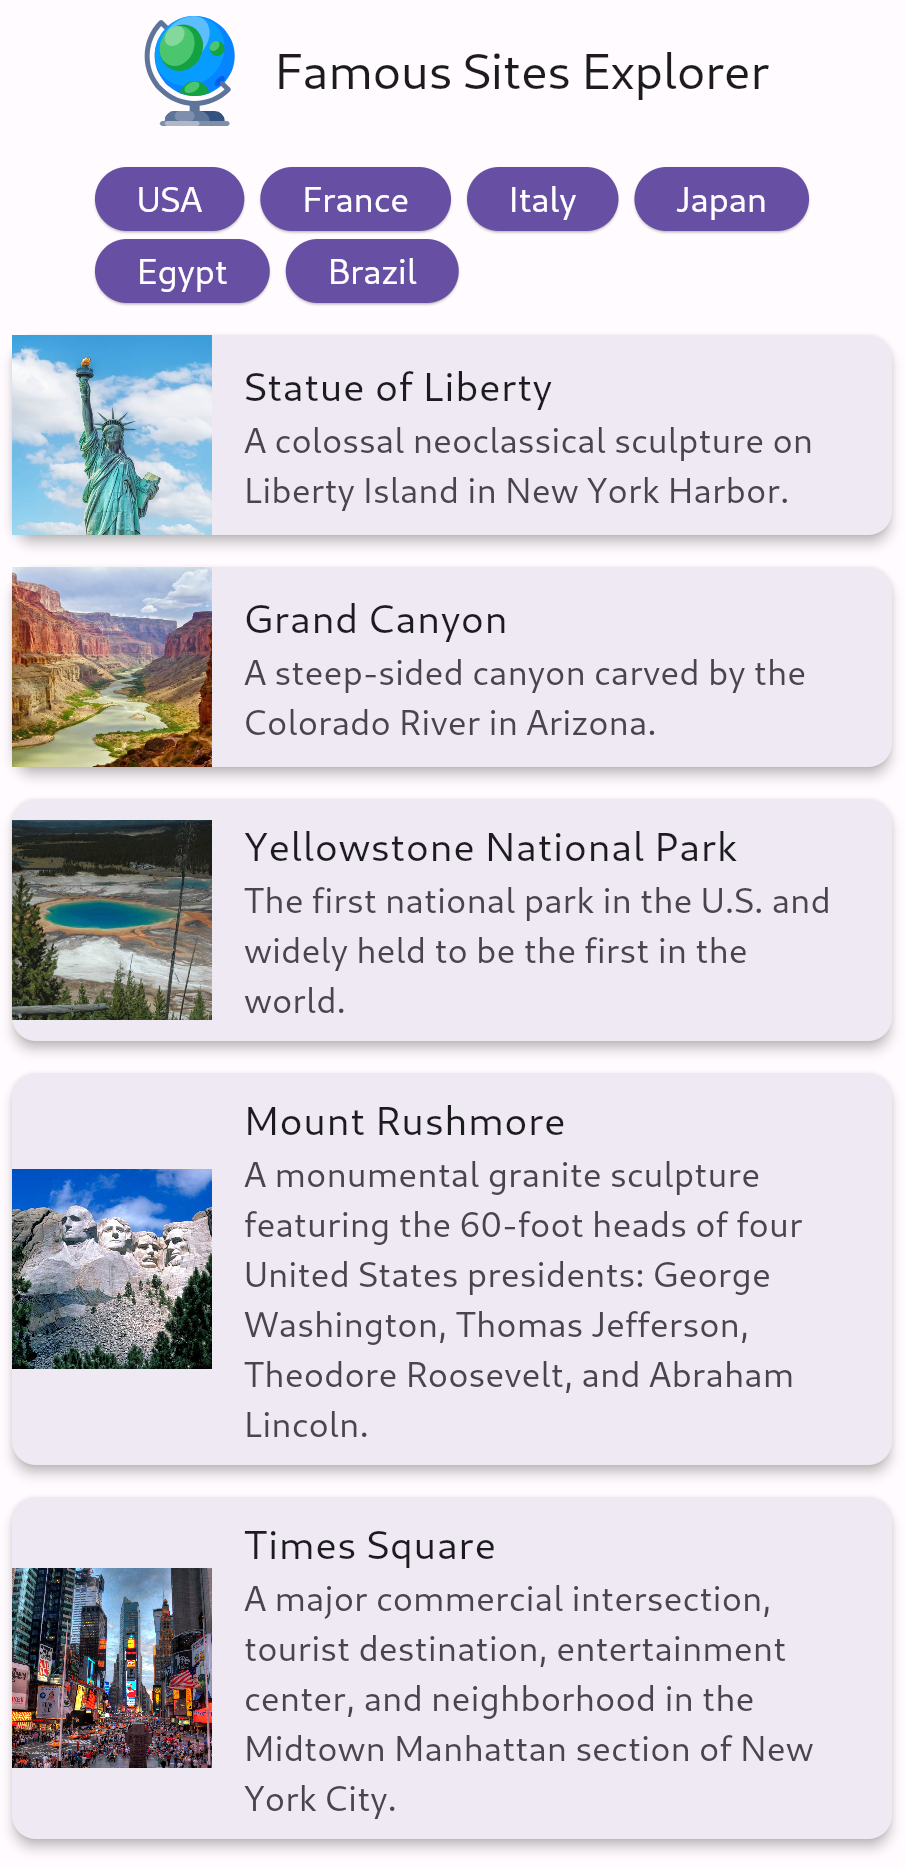 Famous Sites Explorer
USA France Italy Japan
Egypt Brazil
Statue of Liberty
A colossal neoclassical sculpture on
Liberty Island in New York Harbor.
Grand Canyon
A steep-sided canyon carved by the
Colorado River in Arizona.
Yellowstone National Park
The first national park in the U.S. and
widely held to be the first in the
world.
Mount Rushmore
A monumental granite sculpture
featuring the 60-foot heads of four
United States presidents: George
Washington, Thomas Jefferson,
Theodore Roosevelt, and Abraham
Lincoln.
Times Square
A major commercial intersection,
tourist destination, entertainment
center, and neighborhood in the
Midtown Manhattan section of New
York City.